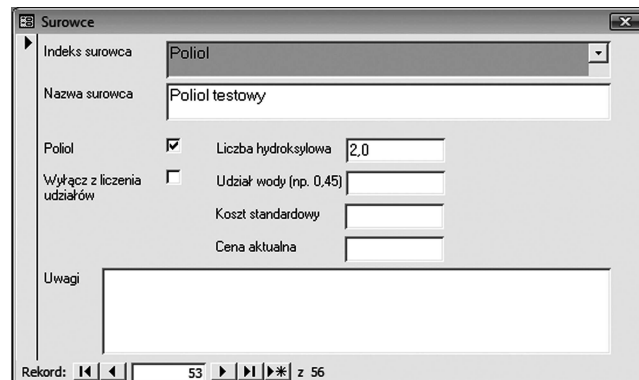 Surowce
Indeks surowca Poliol
Nazwa surowca Poliol testowy
Poliol Liczba hydroksylowa 2,0
Wyłącz z liczenia udziałów Udział wody (np. 0,45)
Koszt standardowy
Cena aktualna
Uwagi
Rekord: 53 z 56